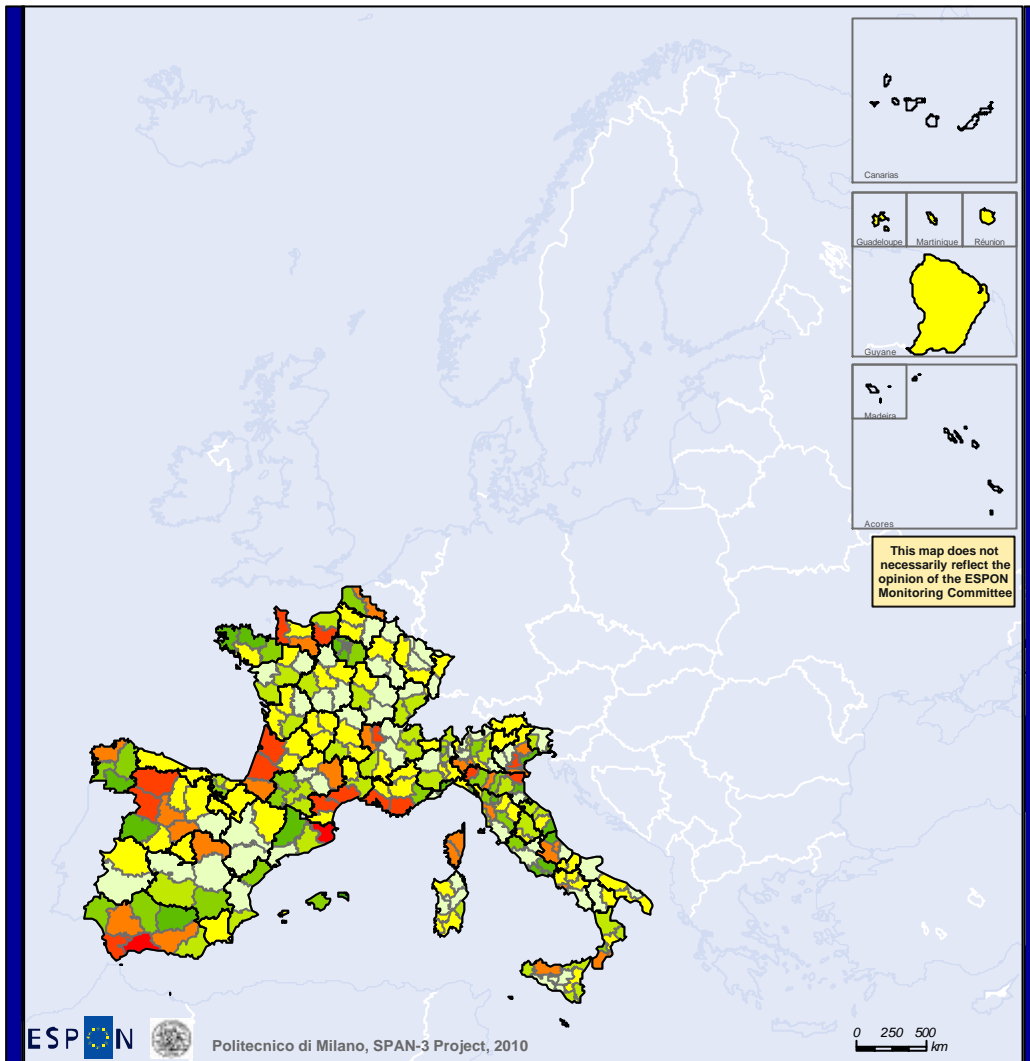 Canarias
Guadeloupe
Martinique
Réunion
Guyane
Madeira
Acores
This map does not
necessarily reflect the
opinion of the ESPON
Monitoring Committee
ESPON
Politecnico di Milano, SPAN-3 Project, 2010
0 250 500
km